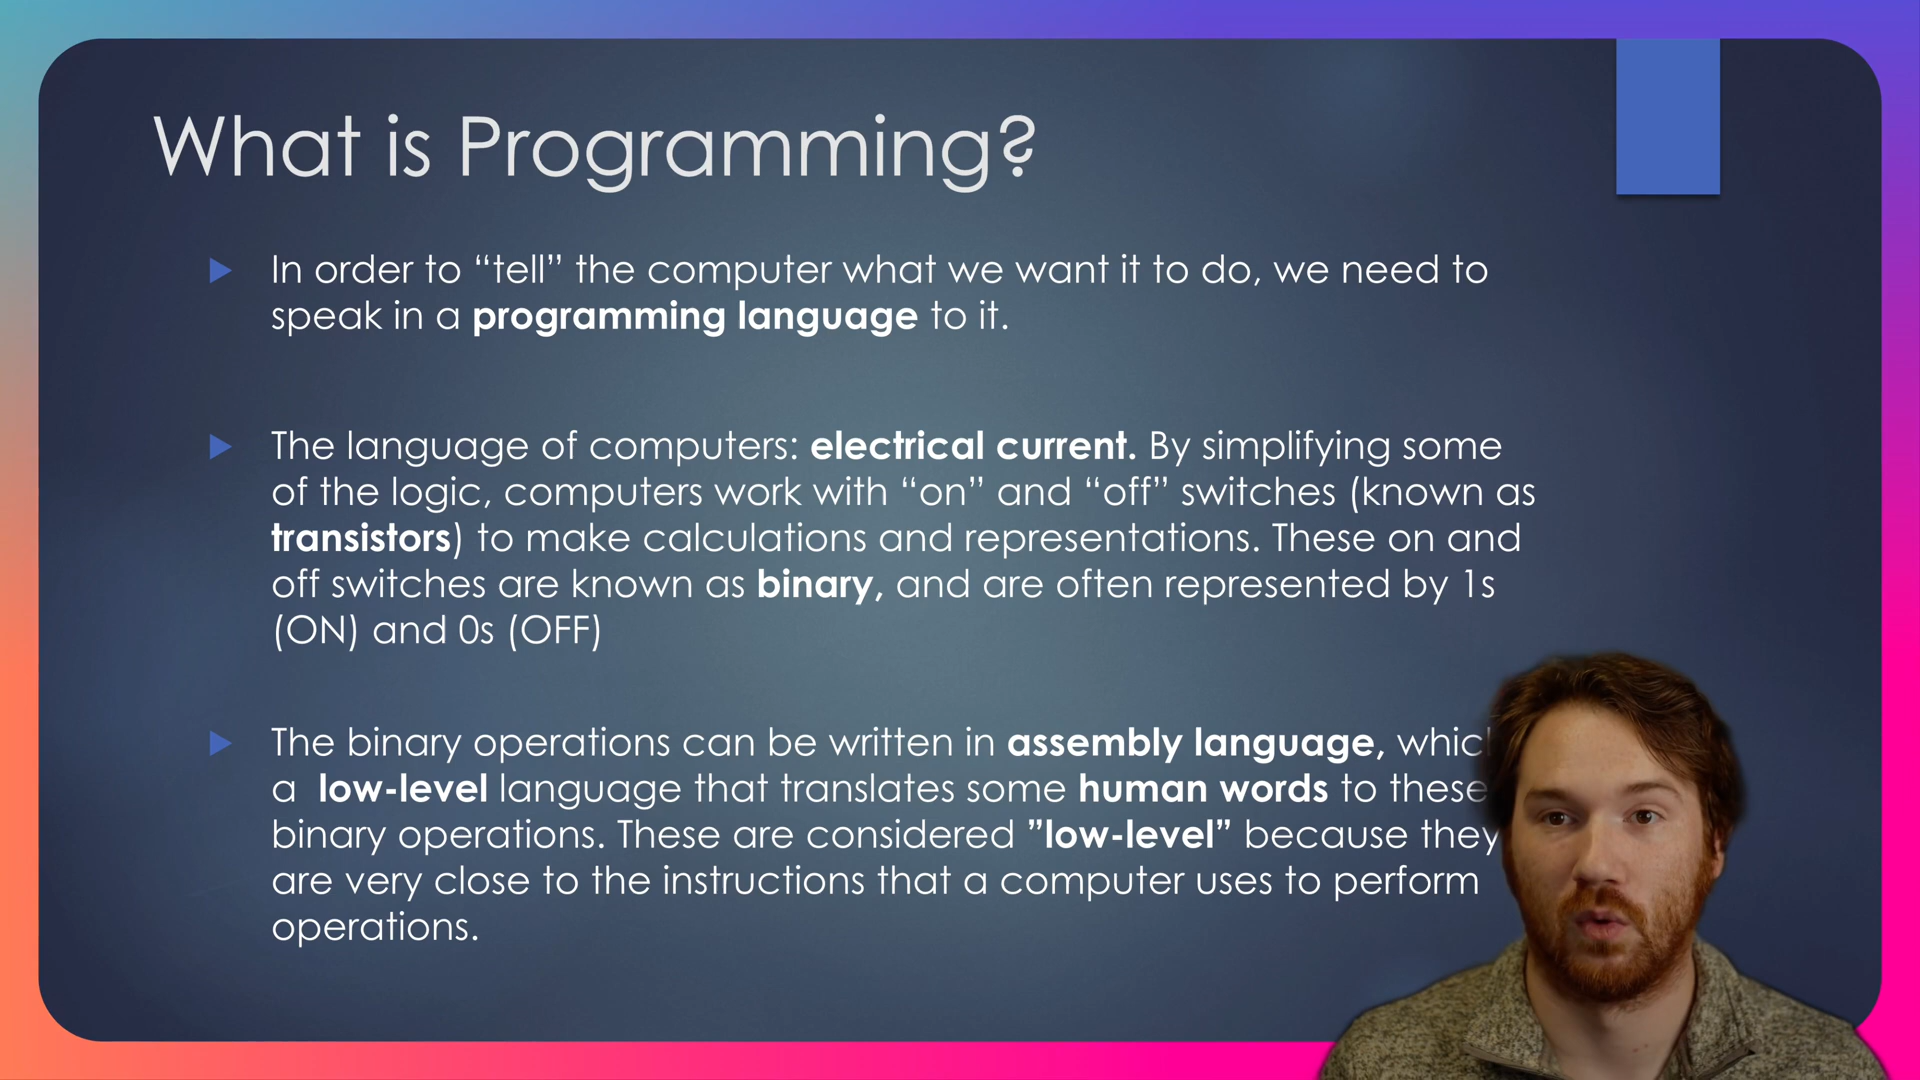 What is Programming?
In order to “tell” the computer what we want it to do, we need to
speak in a programming language to it.
The language of computers: electrical current. By simplifying some
of the logic, computers work with “on” and “off” switches (known as
transistors) to make calculations and representations. These on and
off switches are known as binary, and are often represented by 1s
(ON) and 0s (OFF)
The binary operations can be written in assembly language,
a low-level language that translates some human words to these
binary operations. These are considered ”low-level” because they
are very close to the instructions that a computer uses to perform
operations.